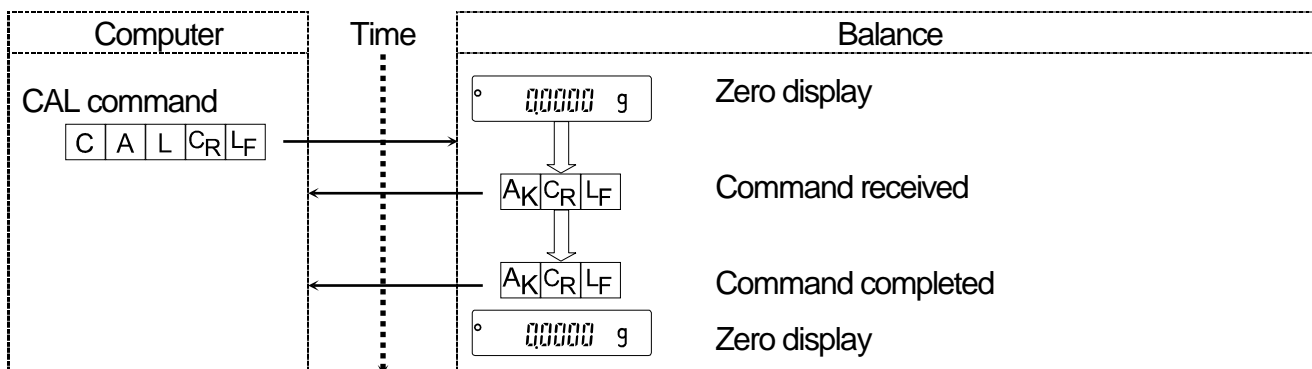 Computer Time Balance
0.0000 g Zero display
CAL command
C A L CR LF
AK CR LF Command received
AK CR LF Command completed
0.0000 g Zero display